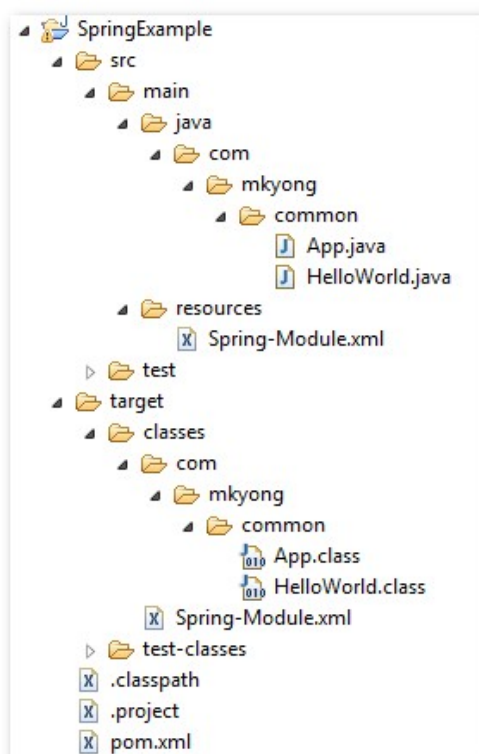 SpringExample
src
main
java
com
mkyong
common
App.java
HelloWorld.java
resources
Spring-Module.xml
test
target
classes
com
mkyong
common
App.class
HelloWorld.class
Spring-Module.xml
test-classes
.classpath
.project
pom.xml